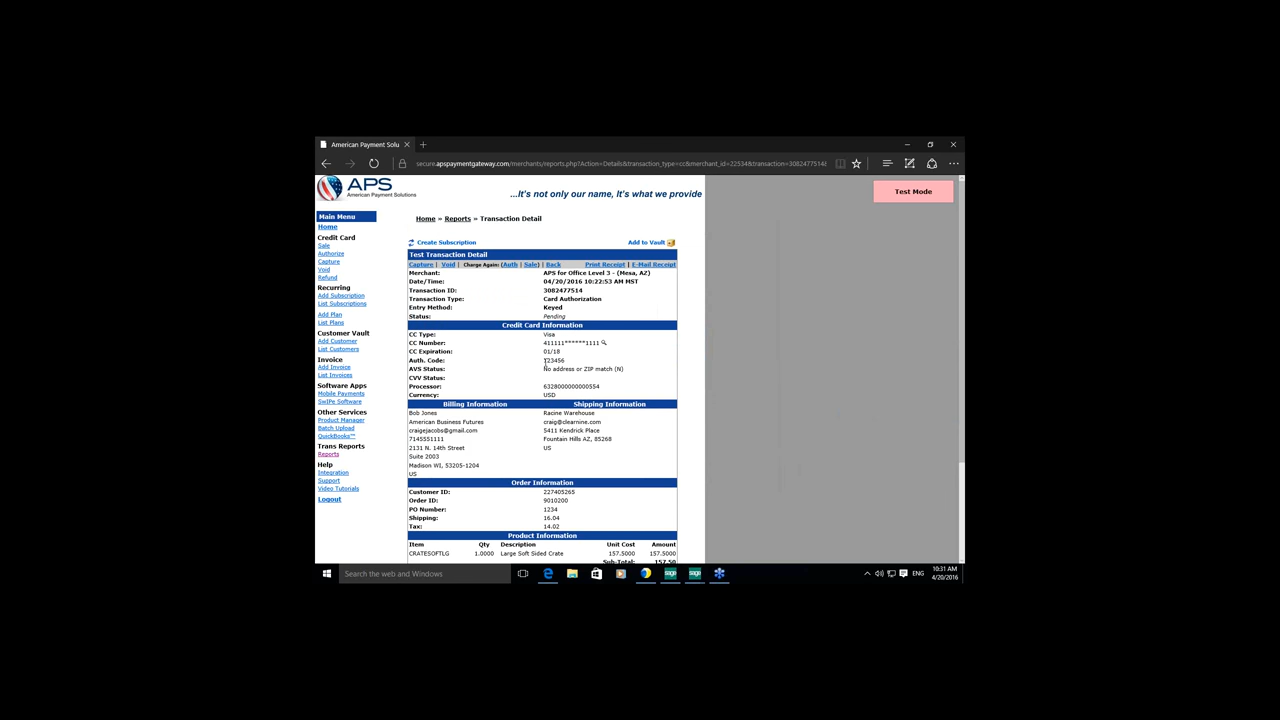 American Payment Solu
secure.apspaymentgateway.com/merchants/reports.php?Action=Details&transaction_type=cc&merchant_id=22534&transaction=3082477514
APS
American Payment Solutions
...It's not only our name, It's what we provide
Test Mode
Main Menu
Home
Credit Card
Sale
Authorize
Capture
Void
Refund
Recurring
Add Subscription
List Subscriptions
Add Plan
List Plans
Customer Vault
Add Customer
List Customers
Invoice
Add Invoice
List Invoices
Software Apps
Mobile Payments
SwIPe Software
Other Services
Product Manager
Batch Upload
QuickBooks™
Trans Reports
Reports
Help
Integration
Support
Video Tutorials
Logout
Home » Reports » Transaction Detail
Create Subscription Add to Vault
Test Transaction Detail
Capture | Void | Charge Again: (Auth | Sale) | Back Print Receipt | E-Mail Receipt
Merchant: APS for Office Level 3 - (Mesa, AZ)
Date/Time: 04/20/2016 10:22:53 AM MST
Transaction ID: 3082477514
Transaction Type: Card Authorization
Entry Method: Keyed
Status: Pending
Credit Card Information
CC Type: Visa
CC Number: 411111******1111
CC Expiration: 01/18
Auth. Code: 123456
AVS Status: No address or ZIP match (N)
CVV Status:
Processor: 6328000000000554
Currency: USD
Billing Information Shipping Information
Bob Jones Racine Warehouse
American Business Futures craig@clearnine.com
craigejacobs@gmail.com 5411 Kendrick Place
7145551111 Fountain Hills AZ, 85268
2131 N. 14th Street US
Suite 2003
Madison WI, 53205-1204
US
Order Information
Customer ID: 227405265
Order ID: 9010200
PO Number: 1234
Shipping: 16.04
Tax: 14.02
Product Information
Item Qty Description Unit Cost Amount
CRATESOFTLG 1.0000 Large Soft Sided Crate 157.5000 157.5000
Sub-Total: 157.50
Search the web and Windows
sage sage
ENG
10:31 AM
4/20/2016